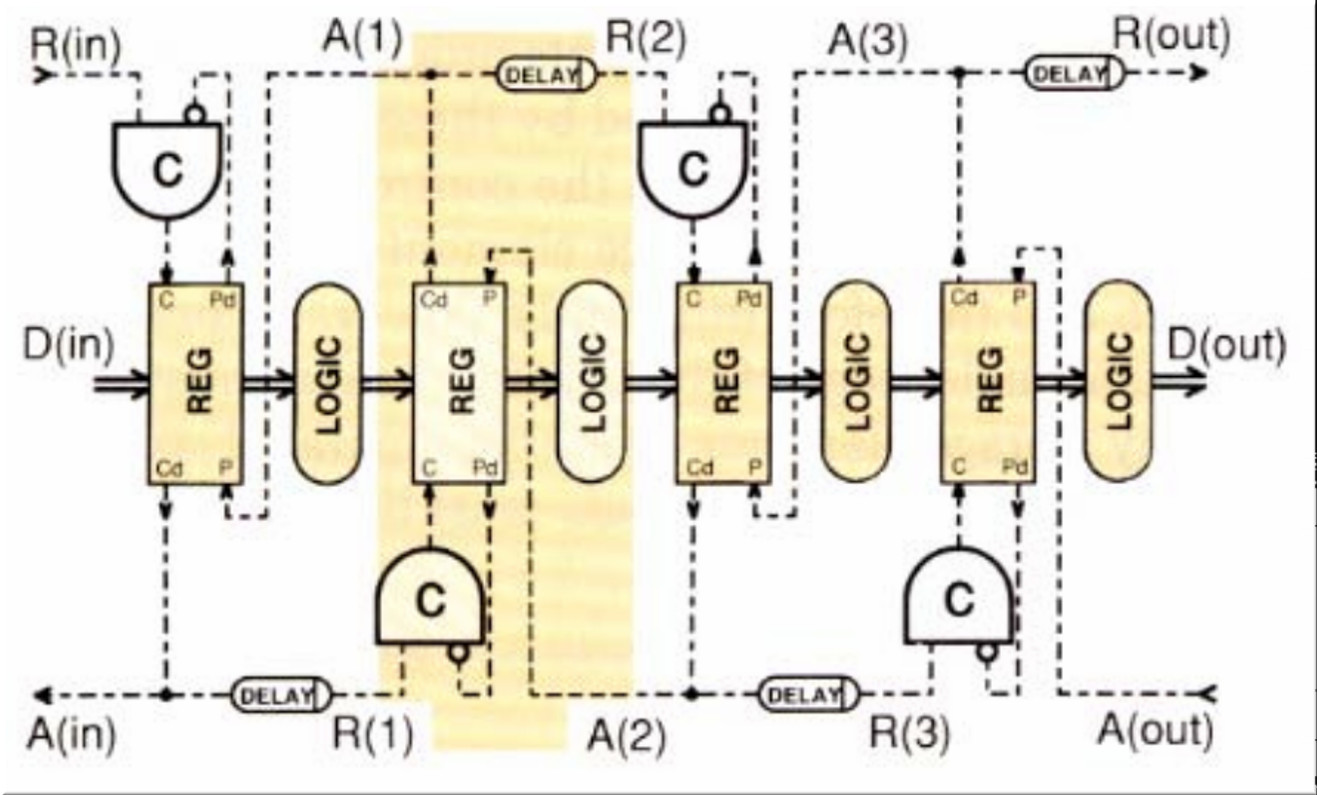 R(in) A(1) R(2) A(3) R(out)
DELAY DELAY
C C
C Pd Cd P C Pd Cd P
D(in) REG LOGIC REG LOGIC REG LOGIC REG LOGIC D(out)
Cd P C Pd Cd P C Pd
C C
DELAY DELAY
A(in) R(1) A(2) R(3) A(out)